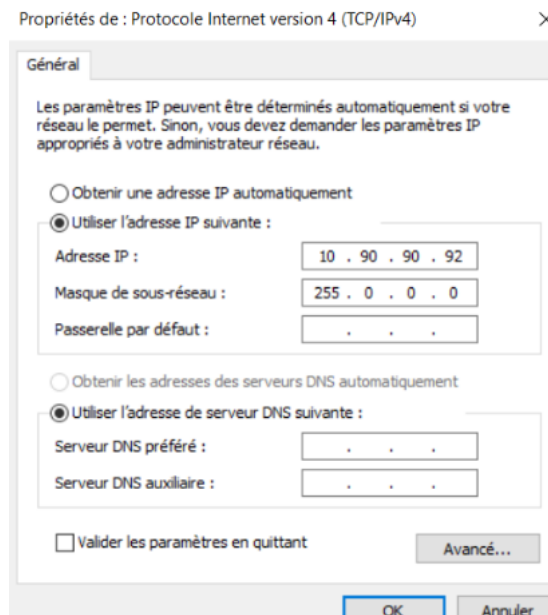 Propriétés de : Protocole Internet version 4 (TCP/IPv4)
Général
Les paramètres IP peuvent être déterminés automatiquement si votre
réseau le permet. Sinon, vous devez demander les paramètres IP
appropriés à votre administrateur réseau.
Obtenir une adresse IP automatiquement
Utiliser l'adresse IP suivante :
Adresse IP : 10 . 90 . 90 . 92
Masque de sous-réseau : 255 . 0 . 0 . 0
Passerelle par défaut : . . .
Obtenir les adresses des serveurs DNS automatiquement
Utiliser l'adresse de serveur DNS suivante :
Serveur DNS préféré : . . .
Serveur DNS auxiliaire : . . .
Valider les paramètres en quittant
Avancé...
OK Annuler